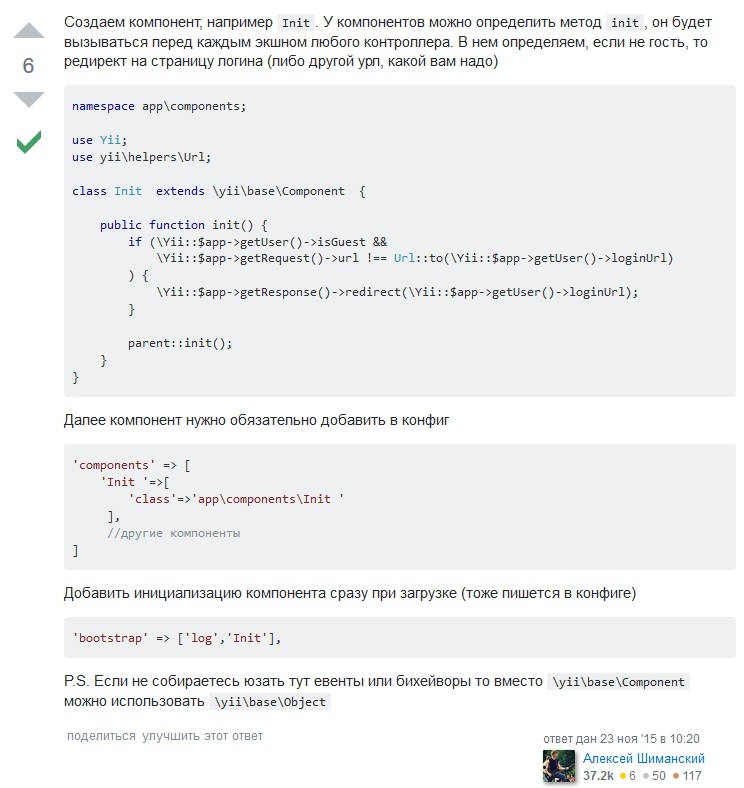 Создаем компонент, например Init. У компонентов можно определить метод init, он будет
вызываться перед каждым экшном любого контроллера. В нем определяем, если не гость, то
редирект на страницу логина (либо другой урл, какой вам надо)
6
namespace app\components;
use Yii;
use yii\helpers\Url;
class Init  extends \yii\base\Component  {
    public function init() {
        if (\Yii::$app->getUser()->isGuest &&
            \Yii::$app->getRequest()->url !== Url::to(\Yii::$app->getUser()->loginUrl)
        ) {
            \Yii::$app->getResponse()->redirect(\Yii::$app->getUser()->loginUrl);
        }
        parent::init();
    }
}
Далее компонент нужно обязательно добавить в конфиг
'components' => [
    'Init '=>[
        'class'=>'app\components\Init '
     ],
     //другие компоненты
]
Добавить инициализацию компонента сразу при загрузке (тоже пишется в конфиге)
'bootstrap' => ['log','Init'],
P.S. Если не собираетесь юзать тут евенты или бихейворы то вместо \yii\base\Component
можно использовать \yii\base\Object
поделиться улучшить этот ответ
ответ дан 23 ноя '15 в 10:20
Алексей Шиманский
37.2k 6 50 117